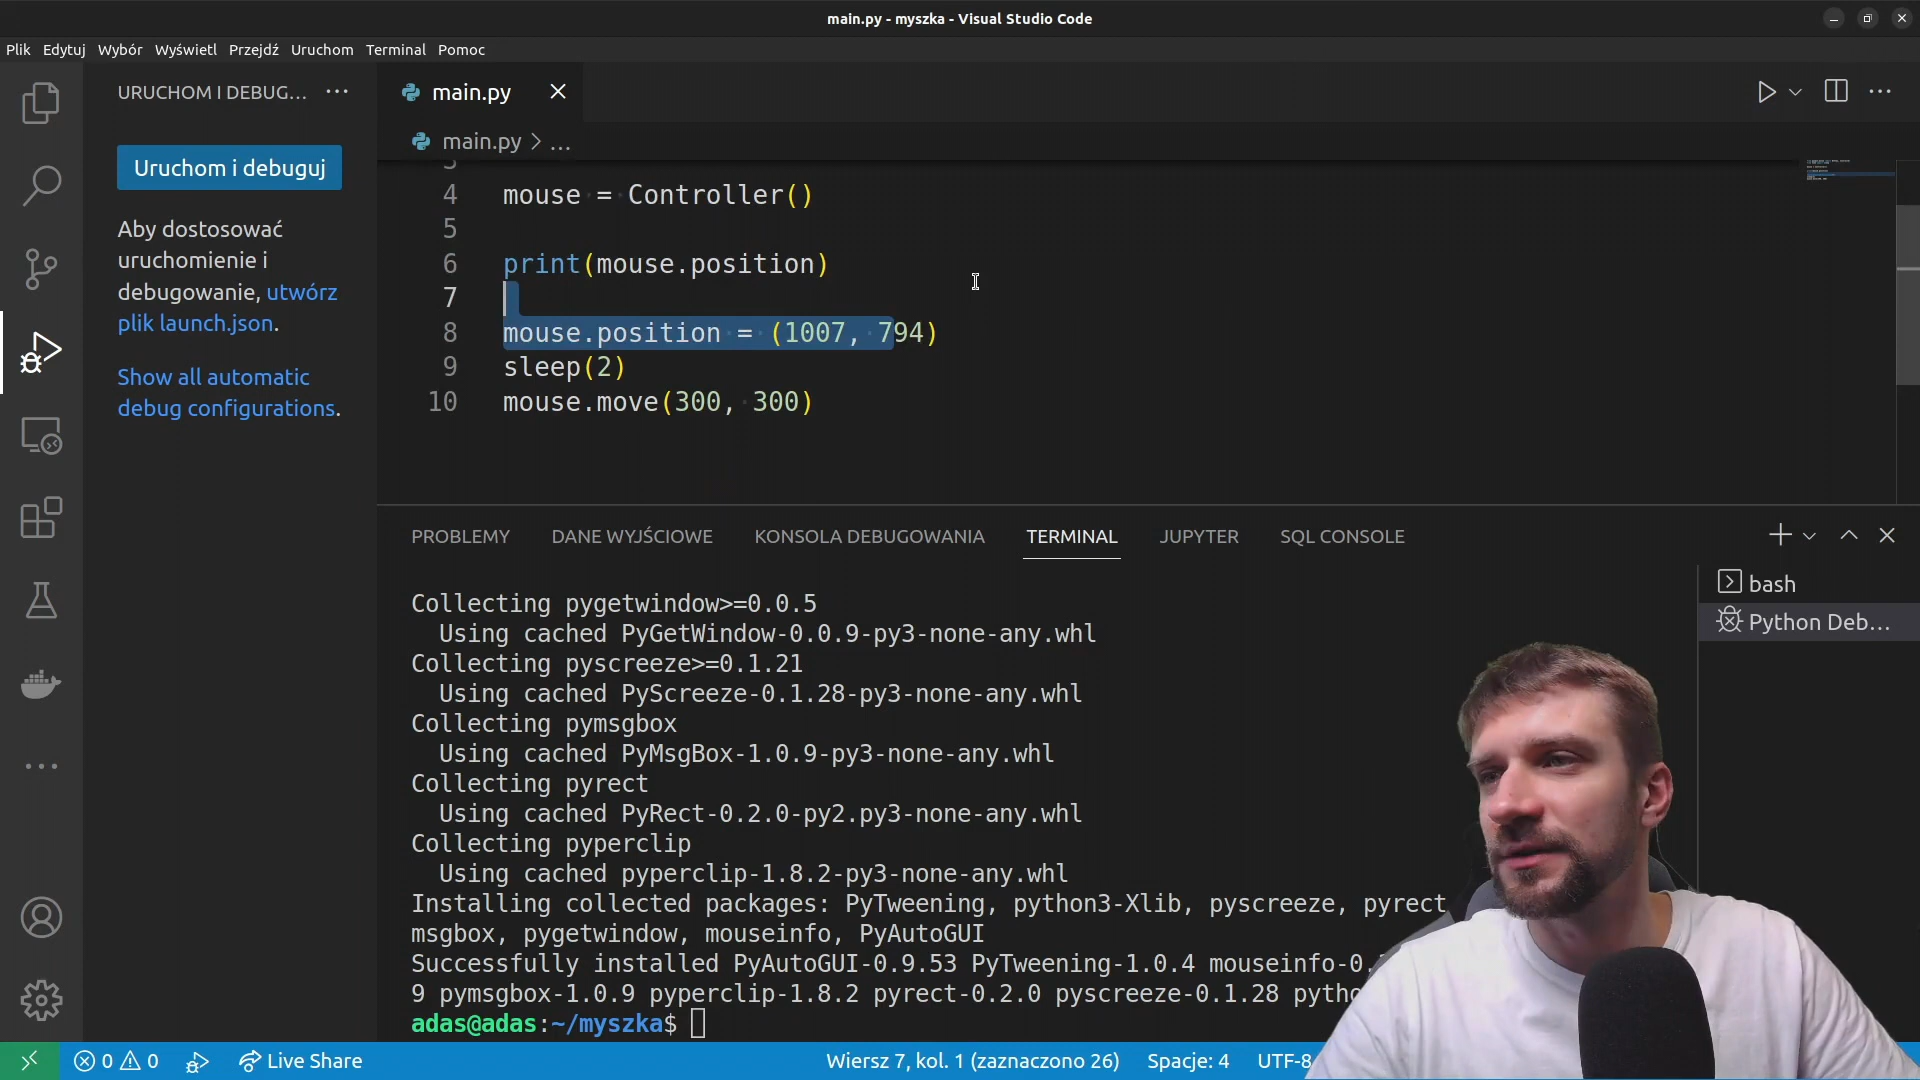 main.py - myszka - Visual Studio Code
Plik Edytuj Wybór Wyświetl Przejdź Uruchom Terminal Pomoc
URUCHOM I DEBUG... ...
main.py
main.py > ...
Uruchom i debuguj
Aby dostosować
uruchomienie i
debugowanie, utwórz
plik launch.json.
Show all automatic
debug configurations.
4 mouse = Controller()
5
6 print(mouse.position)
7
8 mouse.position = (1007, 794)
9 sleep(2)
10 mouse.move(300, 300)
PROBLEMY DANE WYJŚCIOWE KONSOLA DEBUGOWANIA TERMINAL JUPYTER SQL CONSOLE
bash
Python Deb...
Collecting pygetwindow>=0.0.5
Using cached PyGetWindow-0.0.9-py3-none-any.whl
Collecting pyscreeze>=0.1.21
Using cached PyScreeze-0.1.28-py3-none-any.whl
Collecting pymsgbox
Using cached PyMsgBox-1.0.9-py3-none-any.whl
Collecting pyrect
Using cached PyRect-0.2.0-py2.py3-none-any.whl
Collecting pyperclip
Using cached pyperclip-1.8.2-py3-none-any.whl
Installing collected packages: PyTweening, python3-Xlib, pyscreeze, pyrect
msgbox, pygetwindow, mouseinfo, PyAutoGUI
Successfully installed PyAutoGUI-0.9.53 PyTweening-1.0.4 mouseinfo-0.
9 pymsgbox-1.0.9 pyperclip-1.8.2 pyrect-0.2.0 pyscreeze-0.1.28 pytho
adas@adas:~/myszka$
0 0 Live Share Wiersz 7, kol. 1 (zaznaczono 26) Spacje: 4 UTF-8